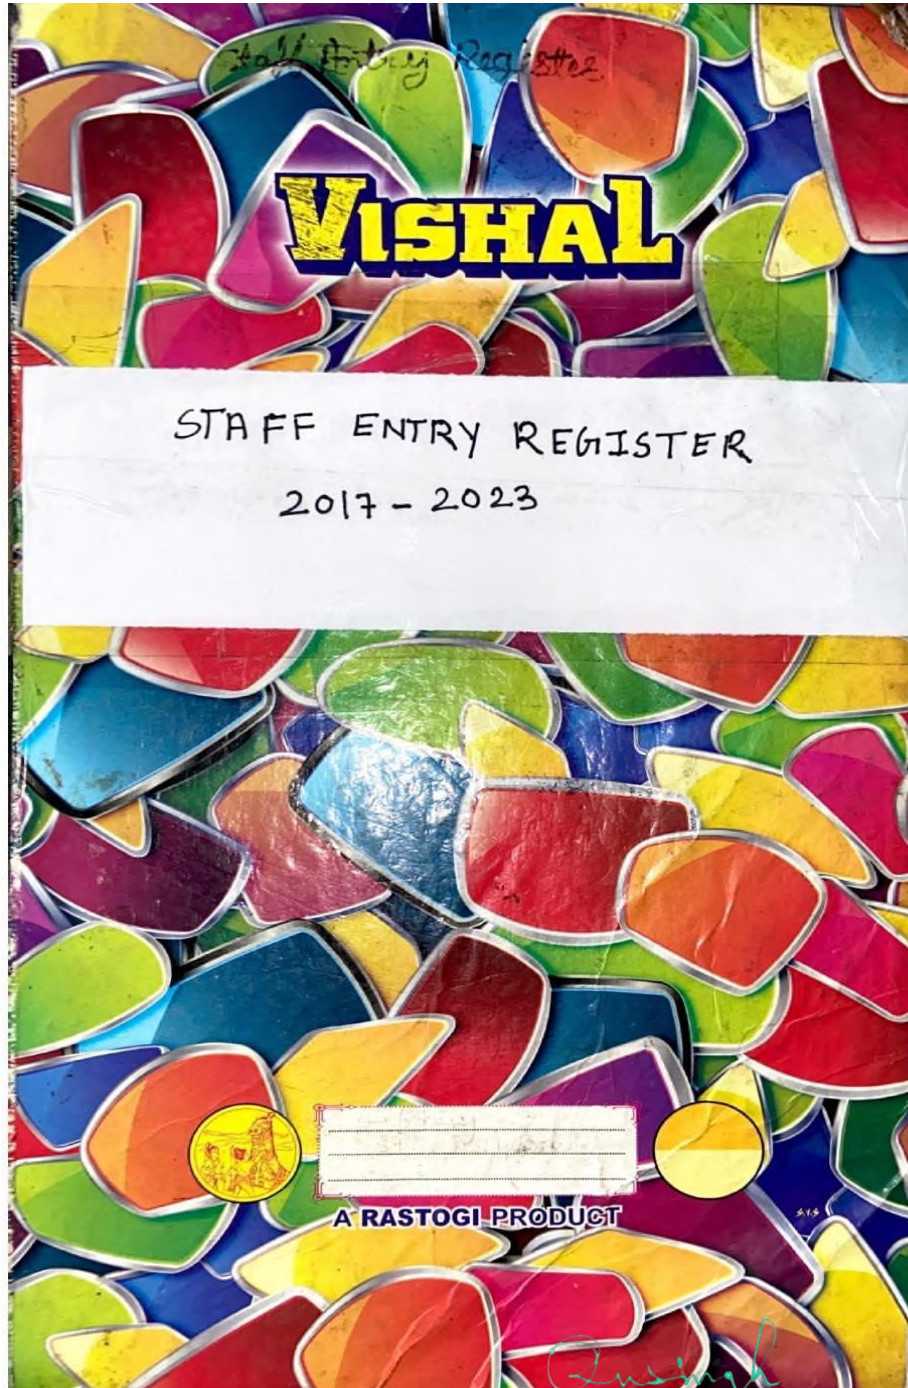 Staff Entry Register
VISHAL
STAFF ENTRY REGISTER
2017 - 2023
A RASTOGI PRODUCT